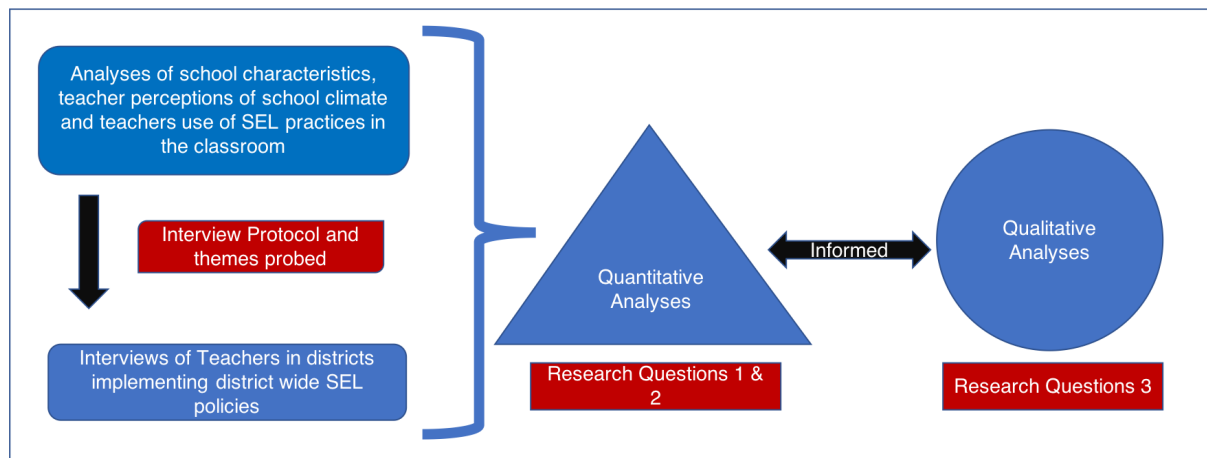 Analyses of school characteristics,
teacher perceptions of school climate
and teachers use of SEL practices in
the classroom
Interview Protocol and
themes probed
Interviews of Teachers in districts
implementing district wide SEL
policies
Quantitative
Analyses
Research Questions 1 &
2
Informed
Qualitative
Analyses
Research Questions 3